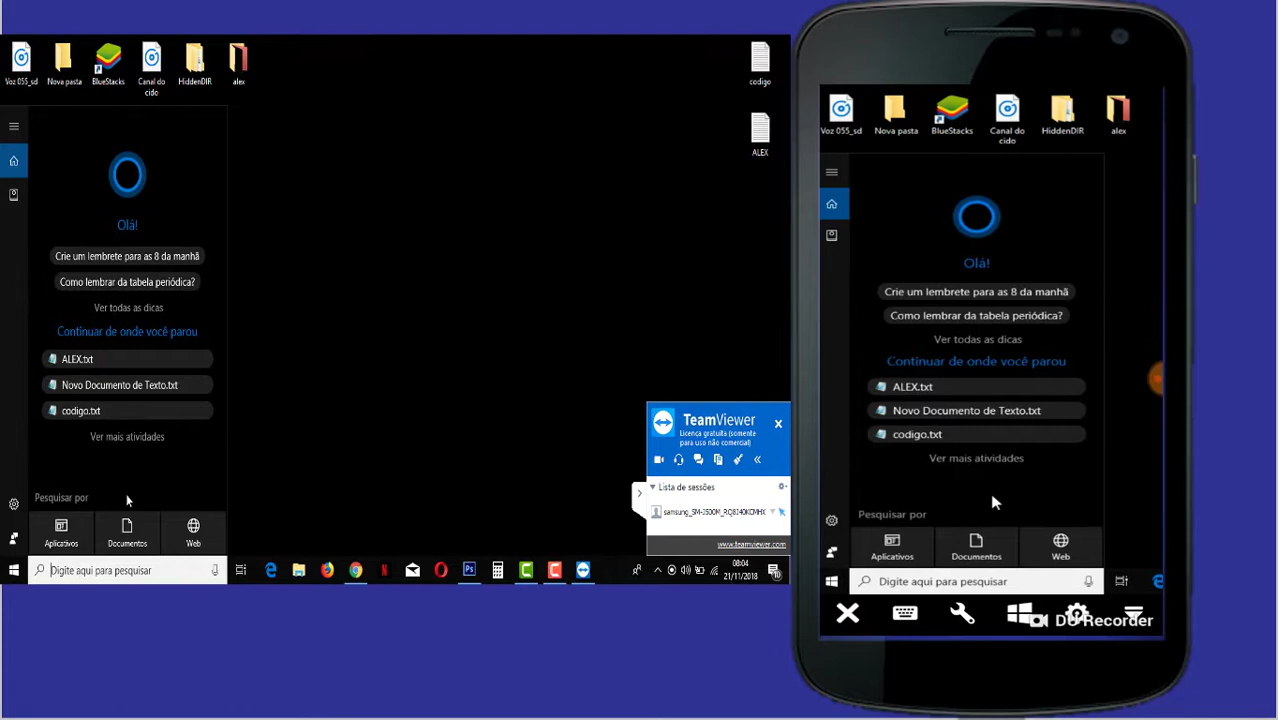 Voz 055_sd
Nova pasta
BlueStacks
Canal do
cido
HiddenDIR
alex
codigo
ALEX
Olá!
Crie um lembrete para as 8 da manhã
Como lembrar da tabela periódica?
Ver todas as dicas
Continuar de onde você parou
ALEX.txt
Novo Documento de Texto.txt
codigo.txt
Ver mais atividades
Pesquisar por
Aplicativos
Documentos
Web
Digite aqui para pesquisar
TeamViewer
Licença gratuita (somente
para uso não comercial)
Lista de sessões
www.teamviewer.com
08:04
21/11/2018
Voz 055_sd
Nova pasta
BlueStacks
Canal do
cido
HiddenDIR
alex
Olá!
Crie um lembrete para as 8 da manhã
Como lembrar da tabela periódica?
Ver todas as dicas
Continuar de onde você parou
ALEX.txt
Novo Documento de Texto.txt
codigo.txt
Ver mais atividades
Pesquisar por
Aplicativos
Documentos
Web
Digite aqui para pesquisar
DU Recorder